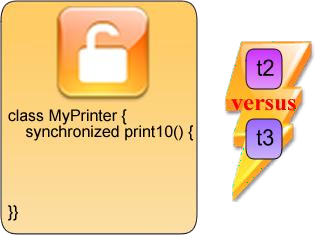 class MyPrinter {
synchronized print10() {
}}
t2
versus
t3